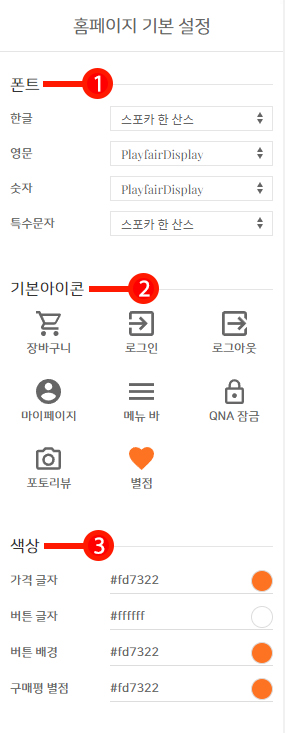 홈페이지 기본 설정
폰트 1
한글 스포카 한 산스
영문 PlayfairDisplay
숫자 PlayfairDisplay
특수문자 스포카 한 산스
기본아이콘 2
장바구니 로그인 로그아웃
마이페이지 메뉴 바 QNA 잠금
포토리뷰 별점
색상 3
가격 글자 #fd7322
버튼 글자 #ffffff
버튼 배경 #fd7322
구매평 별점 #fd7322